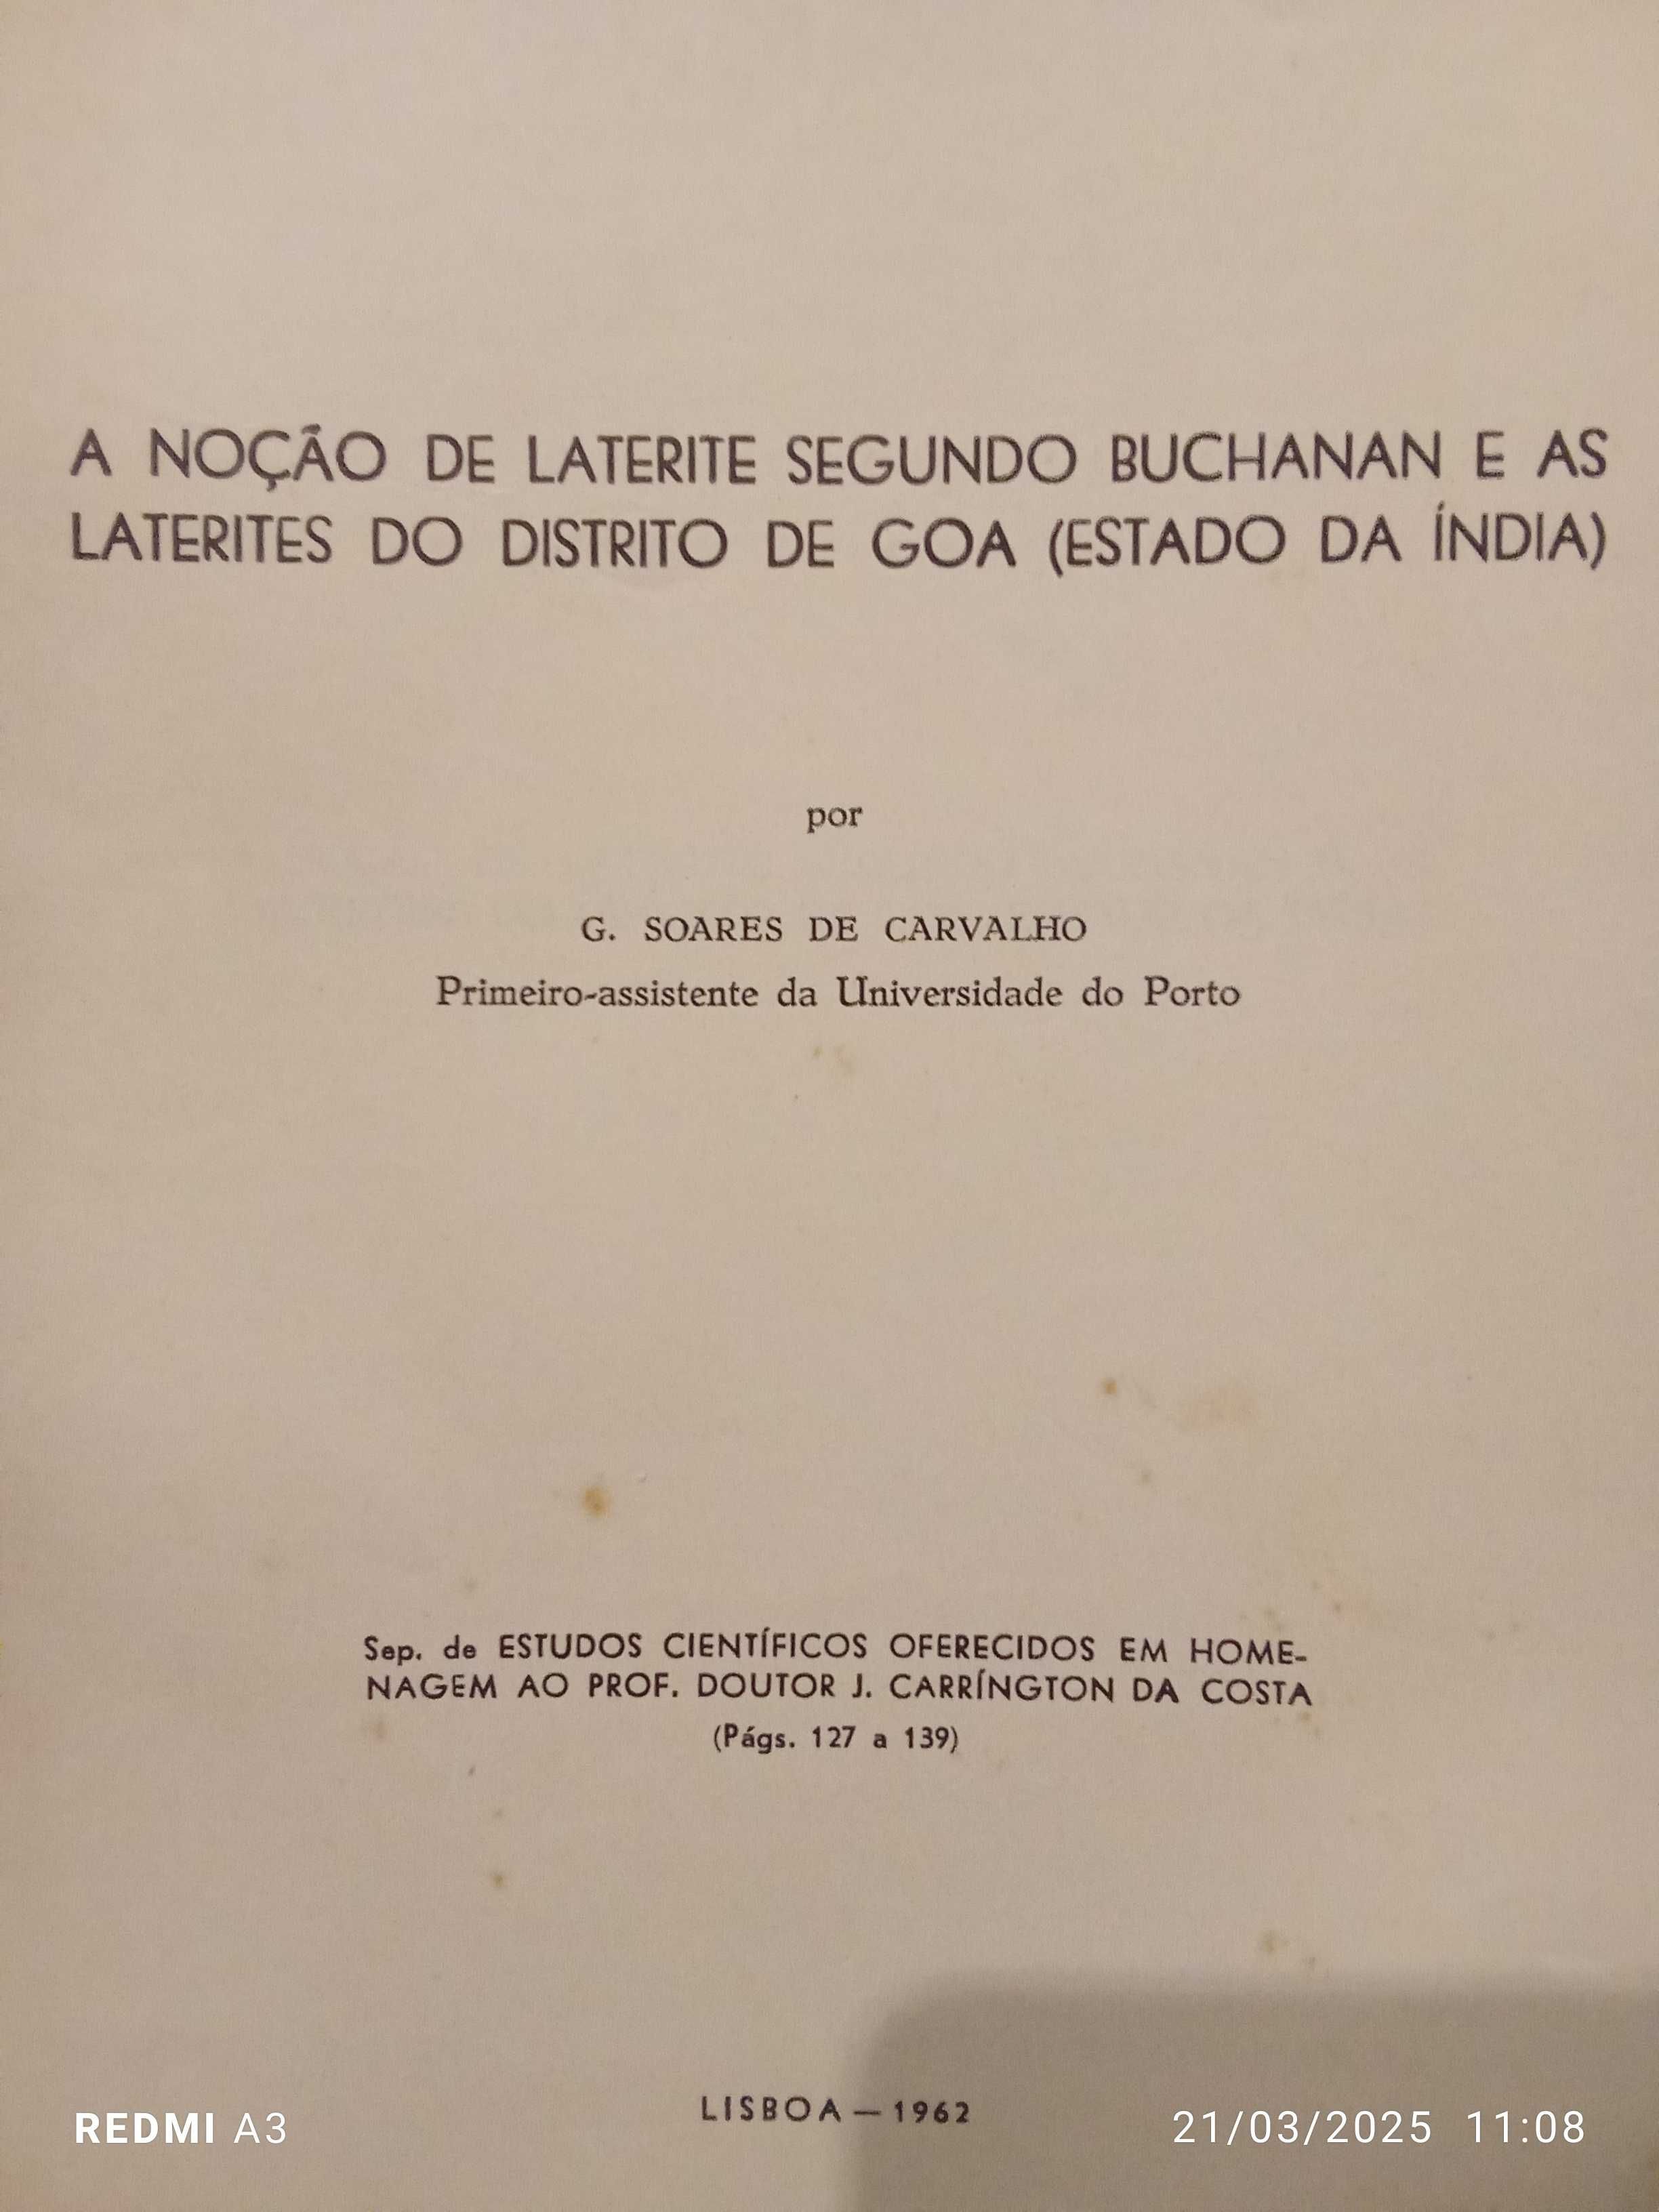 A NOÇÃO DE LATERITE SEGUNDO BUCHANAN E AS
LATERITES DO DISTRITO DE GOA (ESTADO DA ÍNDIA)
por
G. SOARES DE CARVALHO
Primeiro-assistente da Universidade do Porto
Sep. de ESTUDOS CIENTÍFICOS OFERECIDOS EM HOME-
NAGEM AO PROF. DOUTOR J. CARRÍNGTON DA COSTA
(Págs. 127 a 139)
LISBOA — 1962
REDMI A3
21/03/2025 11:08